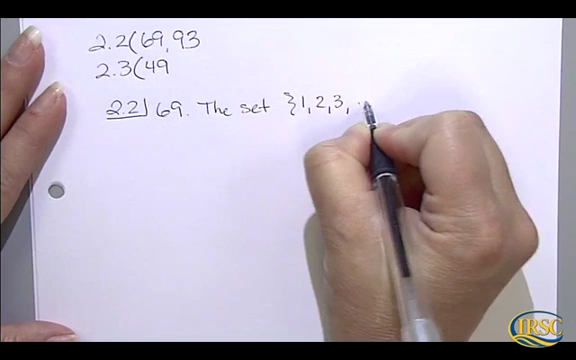 2.2(69,93
2.3(49
2.2| 69. The set {1, 2, 3, .
IRSC